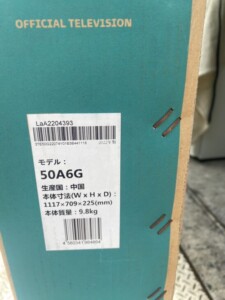 OFFICIAL TELEVISION
LaA2204393
モデル：
50A6G
生産国：中国
本体寸法(W x H x D)：
1117×709×225(mm)
本体質量：9.8kg